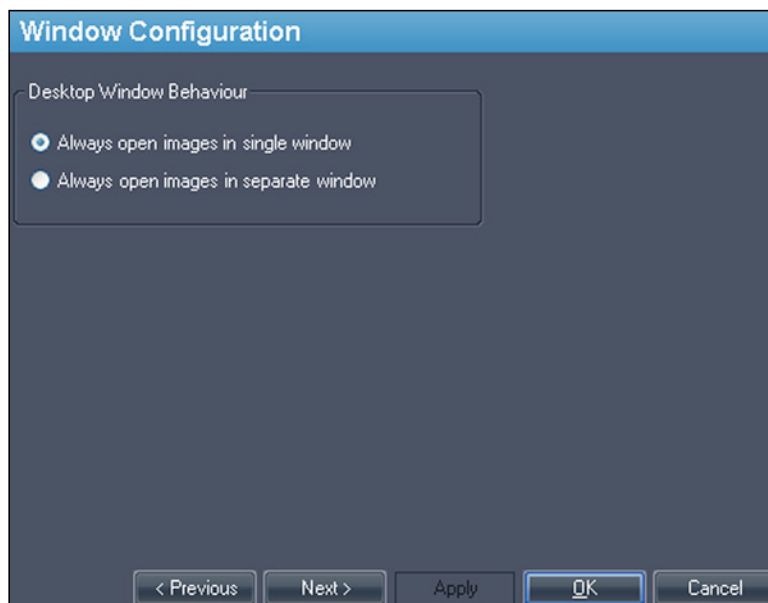 Window Configuration
Desktop Window Behaviour
Always open images in single window
Always open images in separate window
< Previous
Next >
Apply
OK
Cancel